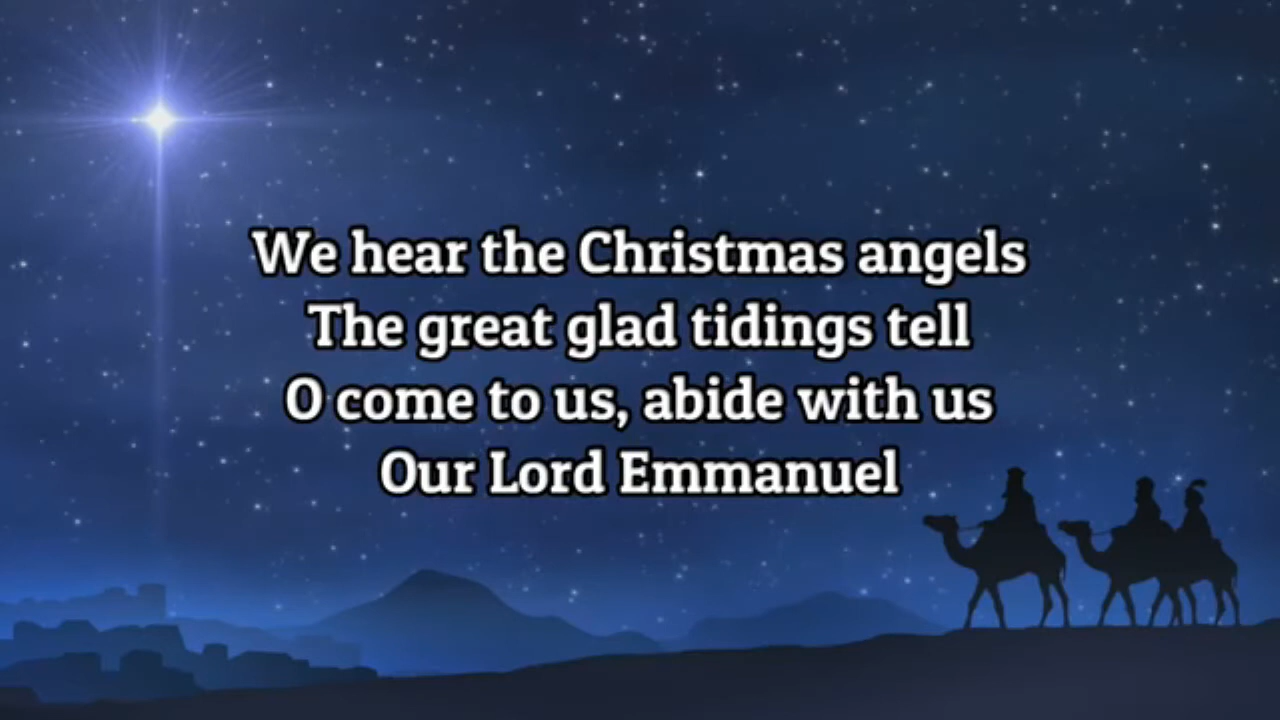 We hear the Christmas angels
The great glad tidings tell
O come to us, abide with us
Our Lord Emmanuel